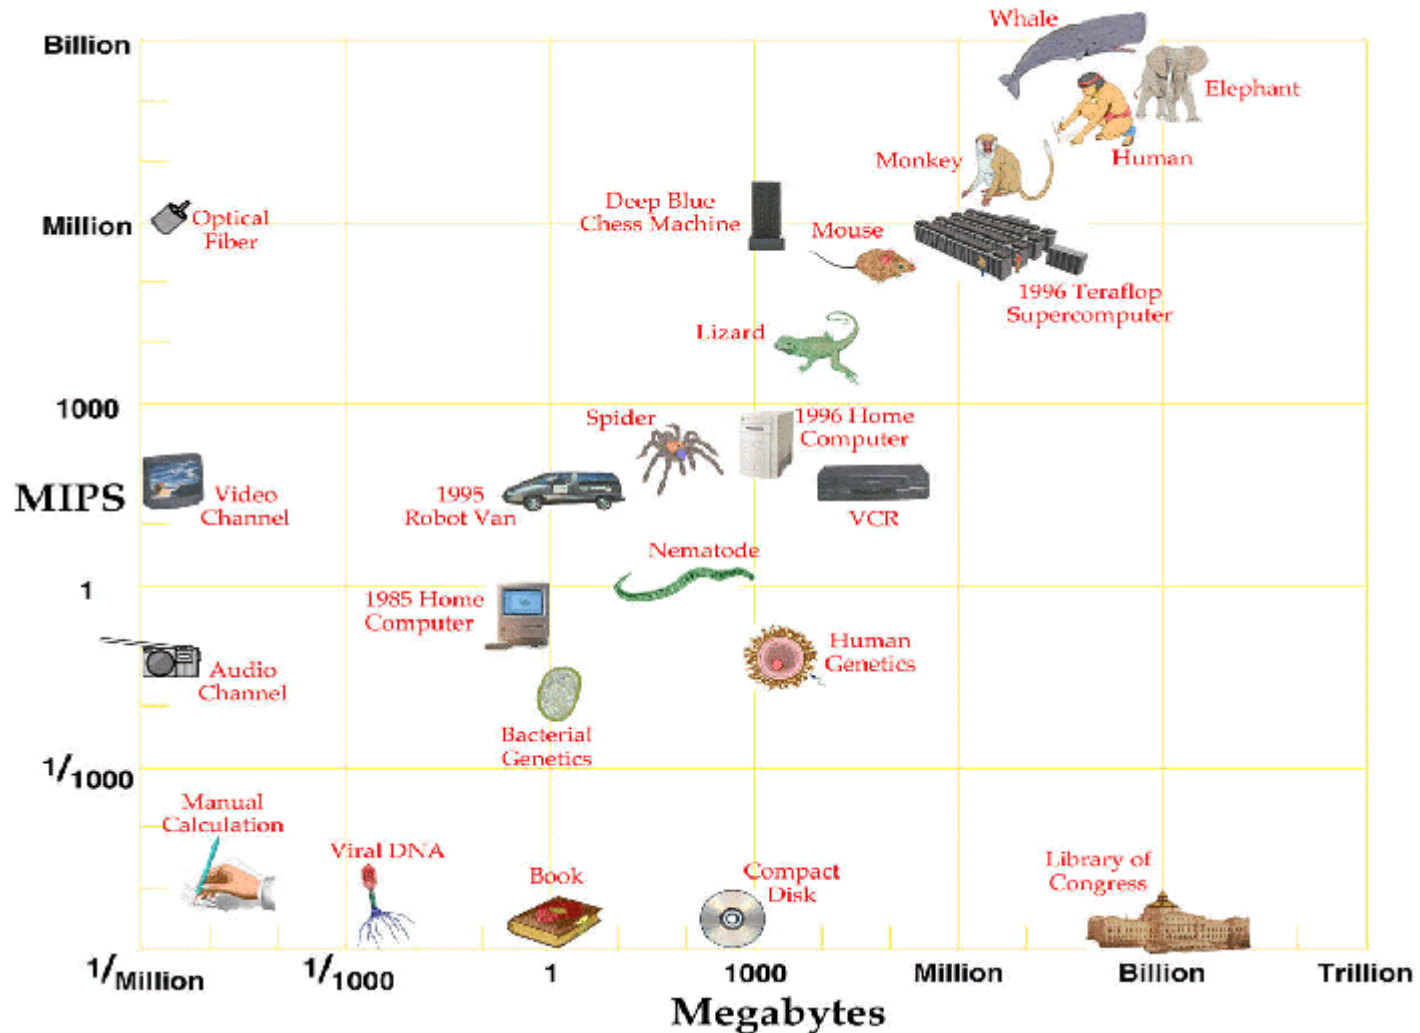 Whale
Billion
Elephant
Monkey
Human
Deep Blue
Chess Machine
Million
Optical
Fiber
Mouse
1996 Teraflop
Supercomputer
Lizard
1000
Spider
1996 Home
Computer
MIPS
Video
Channel
1995
Robot Van
VCR
Nematode
1
1985 Home
Computer
Human
Genetics
Audio
Channel
Bacterial
Genetics
1/1000
Manual
Calculation
Viral DNA
Book
Compact
Disk
Library of
Congress
1/Million 1/1000 1 1000 Million Billion Trillion
Megabytes